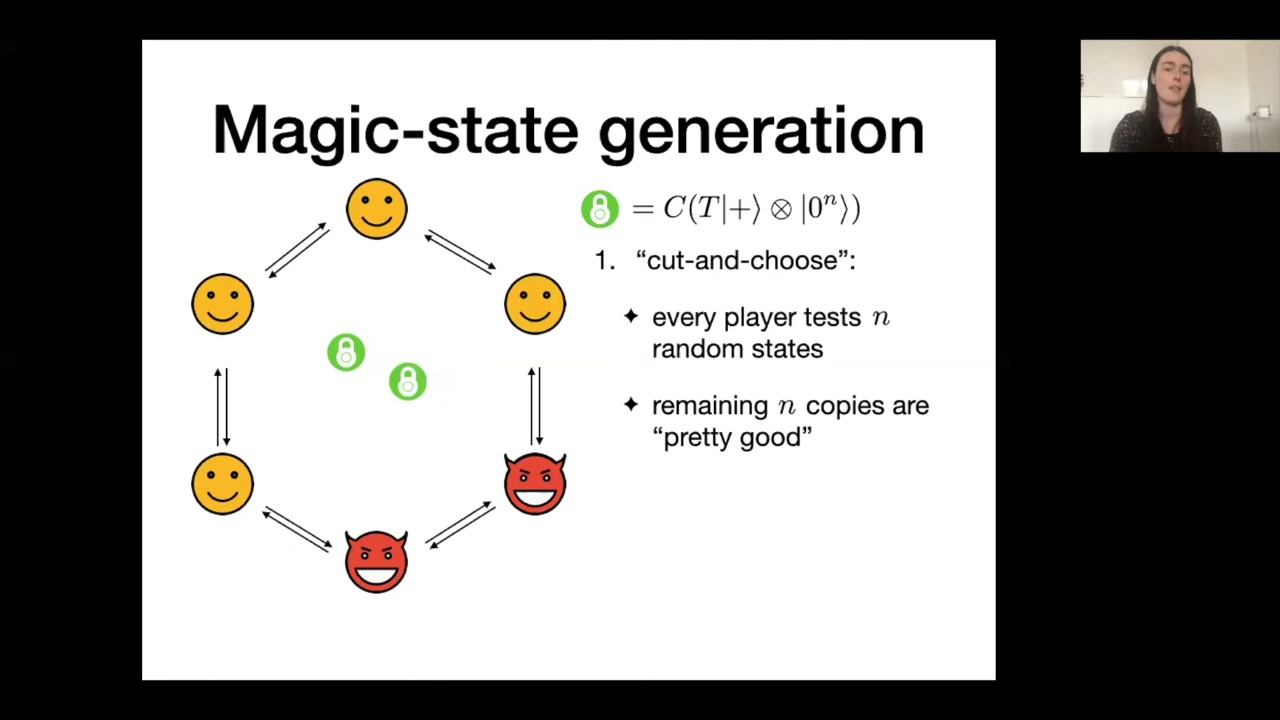 Magic-state generation
= C(T|+⟩ ⊗ |0ⁿ⟩)
1. “cut-and-choose”:
✦ every player tests n
random states
✦ remaining n copies are
“pretty good”